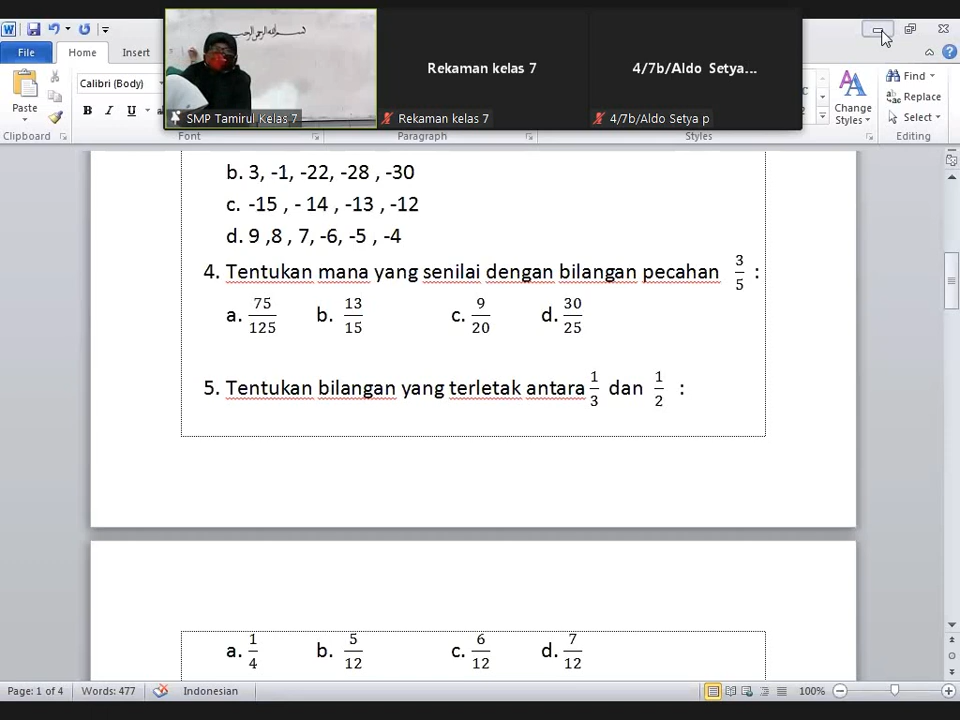 File Home Insert
Paste
Clipboard
Calibri (Body)
B I U
Font
Paragraph
Styles
Change Styles
Find
Replace
Select
Editing
بسم الله الرحمن الرحيم
SMP Tamirul Kelas 7
Rekaman kelas 7
Rekaman kelas 7
4/7b/Aldo Setya...
4/7b/Aldo Setya p
b. 3, -1, -22, -28 , -30
c. -15 , - 14 , -13 , -12
d. 9 ,8 , 7, -6, -5 , -4
4. Tentukan mana yang senilai dengan bilangan pecahan 3/5 :
a. 75/125 b. 13/15 c. 9/20 d. 30/25
5. Tentukan bilangan yang terletak antara 1/3 dan 1/2 :
a. 1/4 b. 5/12 c. 6/12 d. 7/12
Page: 1 of 4 Words: 477 Indonesian 100%